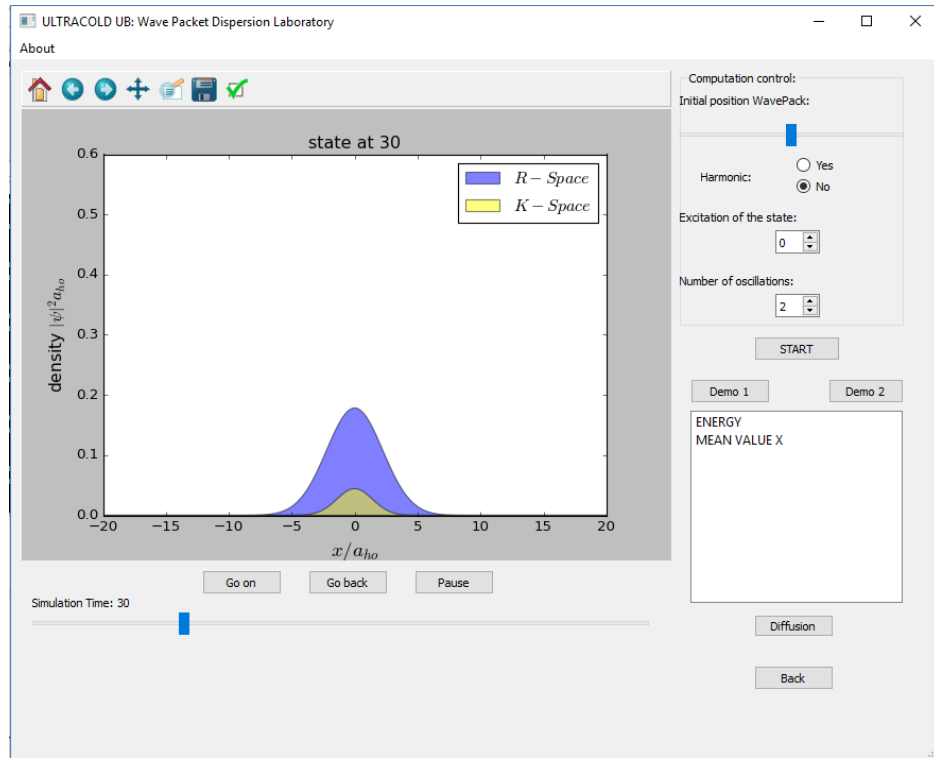 ULTRACOLD UB: Wave Packet Dispersion Laboratory
About
state at 30
0.6
0.5
0.4
0.3
0.2
0.1
0.0
density |ψ|²a_ho
R − Space
K − Space
−20 −15 −10 −5 0 5 10 15 20
x/a_ho
Go on Go back Pause
Simulation Time: 30
Computation control:
Initial position WavePack:
Harmonic:
Yes
No
Excitation of the state:
0
Number of oscillations:
2
START
Demo 1 Demo 2
ENERGY
MEAN VALUE X
Diffusion
Back